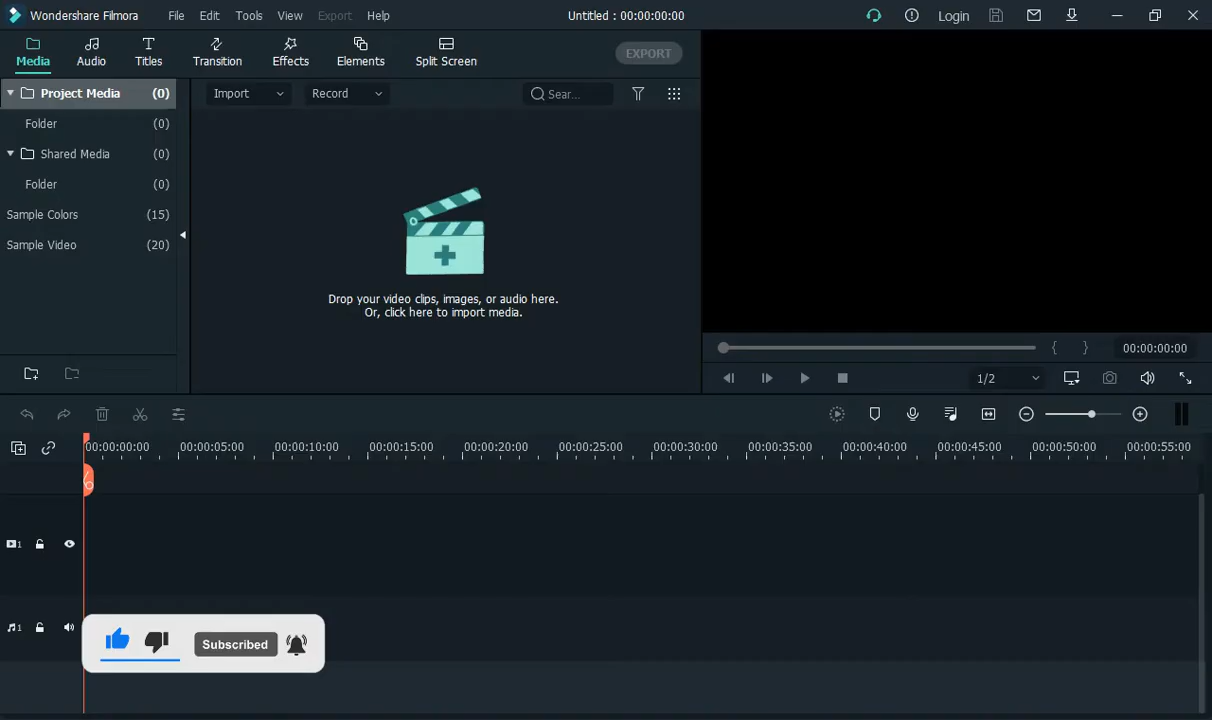 Wondershare Filmora File Edit Tools View Export Help Untitled : 00:00:00:00 Login
Media Audio Titles Transition Effects Elements Split Screen EXPORT
Project Media (0) Import Record Sear...
Folder (0)
Shared Media (0)
Folder (0)
Sample Colors (15)
Sample Video (20)
Drop your video clips, images, or audio here.
Or, click here to import media.
{ } 00:00:00:00
1/2
00:00:00:00 00:00:05:00 00:00:10:00 00:00:15:00 00:00:20:00 00:00:25:00 00:00:30:00 00:00:35:00 00:00:40:00 00:00:45:00 00:00:50:00 00:00:55:00
1
1
Subscribed